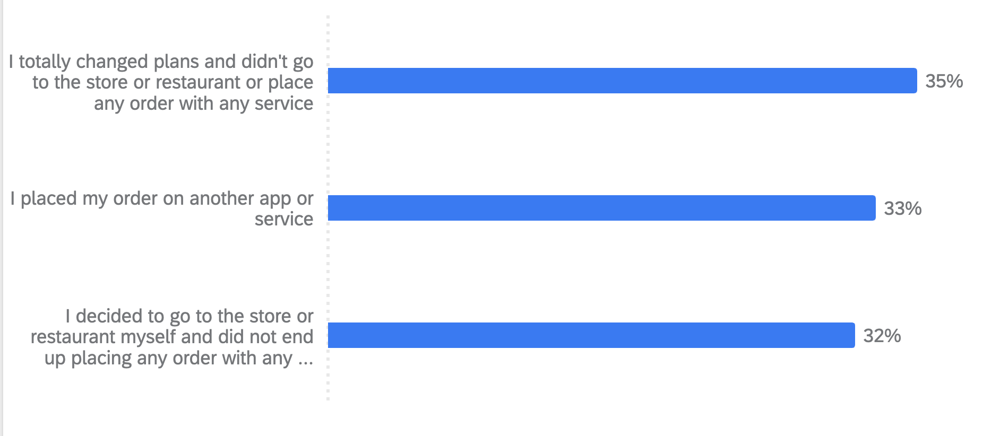 I totally changed plans and didn't go
to the store or restaurant or place
any order with any service
35%
I placed my order on another app or
service
33%
I decided to go to the store or
restaurant myself and did not end
up placing any order with any ...
32%